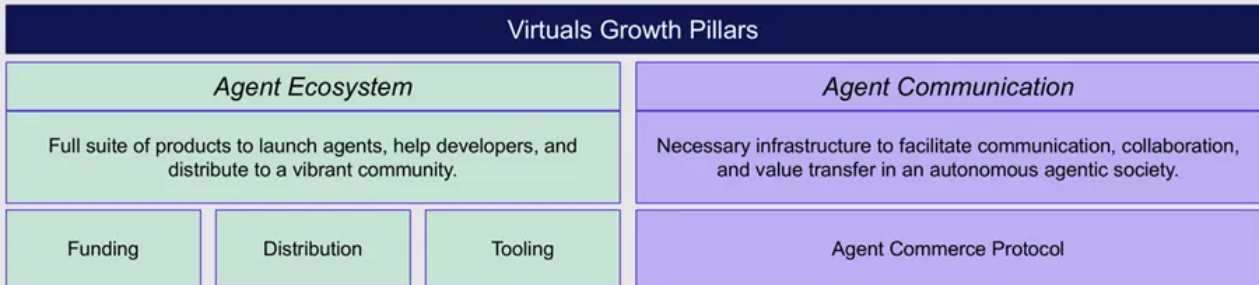 Virtuals Growth Pillars
Agent Ecosystem
Full suite of products to launch agents, help developers, and
distribute to a vibrant community.
Funding
Distribution
Tooling
Agent Communication
Necessary infrastructure to facilitate communication, collaboration,
and value transfer in an autonomous agentic society.
Agent Commerce Protocol